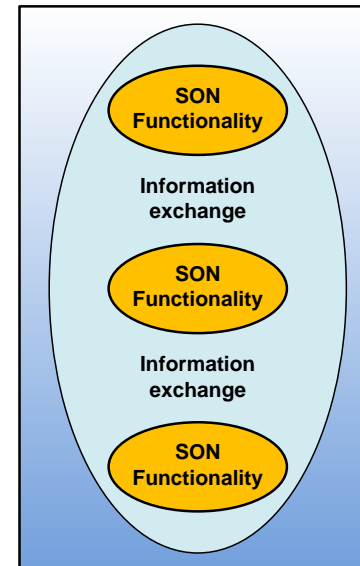 SON
Functionality
Information
exchange
SON
Functionality
Information
exchange
SON
Functionality